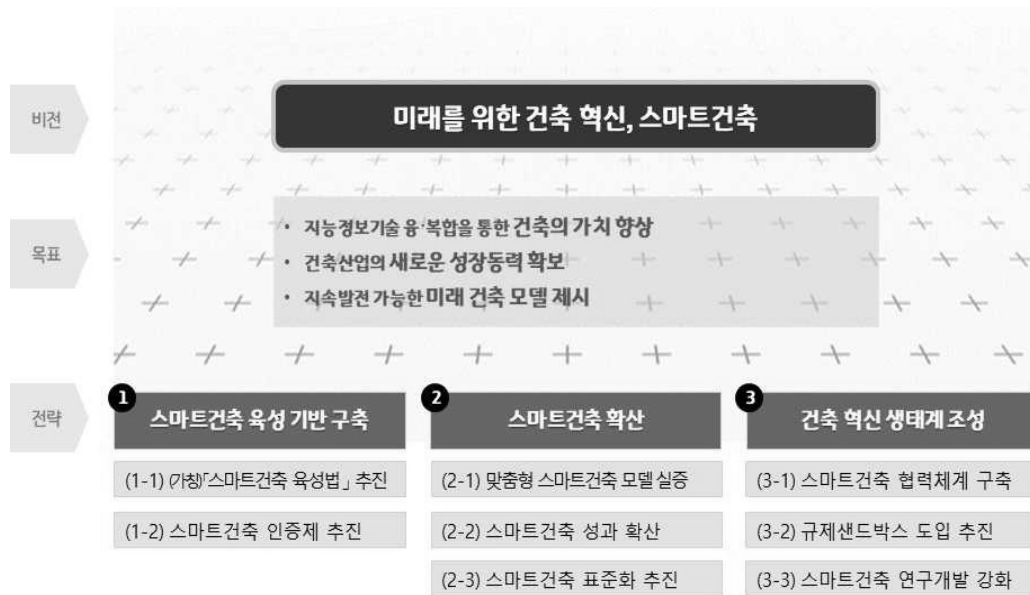 비전
미래를 위한 건축 혁신, 스마트건축
목표
• 지능정보기술 융·복합을 통한 건축의 가치 향상
• 건축산업의 새로운 성장동력 확보
• 지속발전 가능한 미래 건축 모델 제시
전략
1 스마트건축 육성 기반 구축
(1-1) (가칭)「스마트건축 육성법」 추진
(1-2) 스마트건축 인증제 추진
2 스마트건축 확산
(2-1) 맞춤형 스마트건축 모델 실증
(2-2) 스마트건축 성과 확산
(2-3) 스마트건축 표준화 추진
3 건축 혁신 생태계 조성
(3-1) 스마트건축 협력체계 구축
(3-2) 규제샌드박스 도입 추진
(3-3) 스마트건축 연구개발 강화